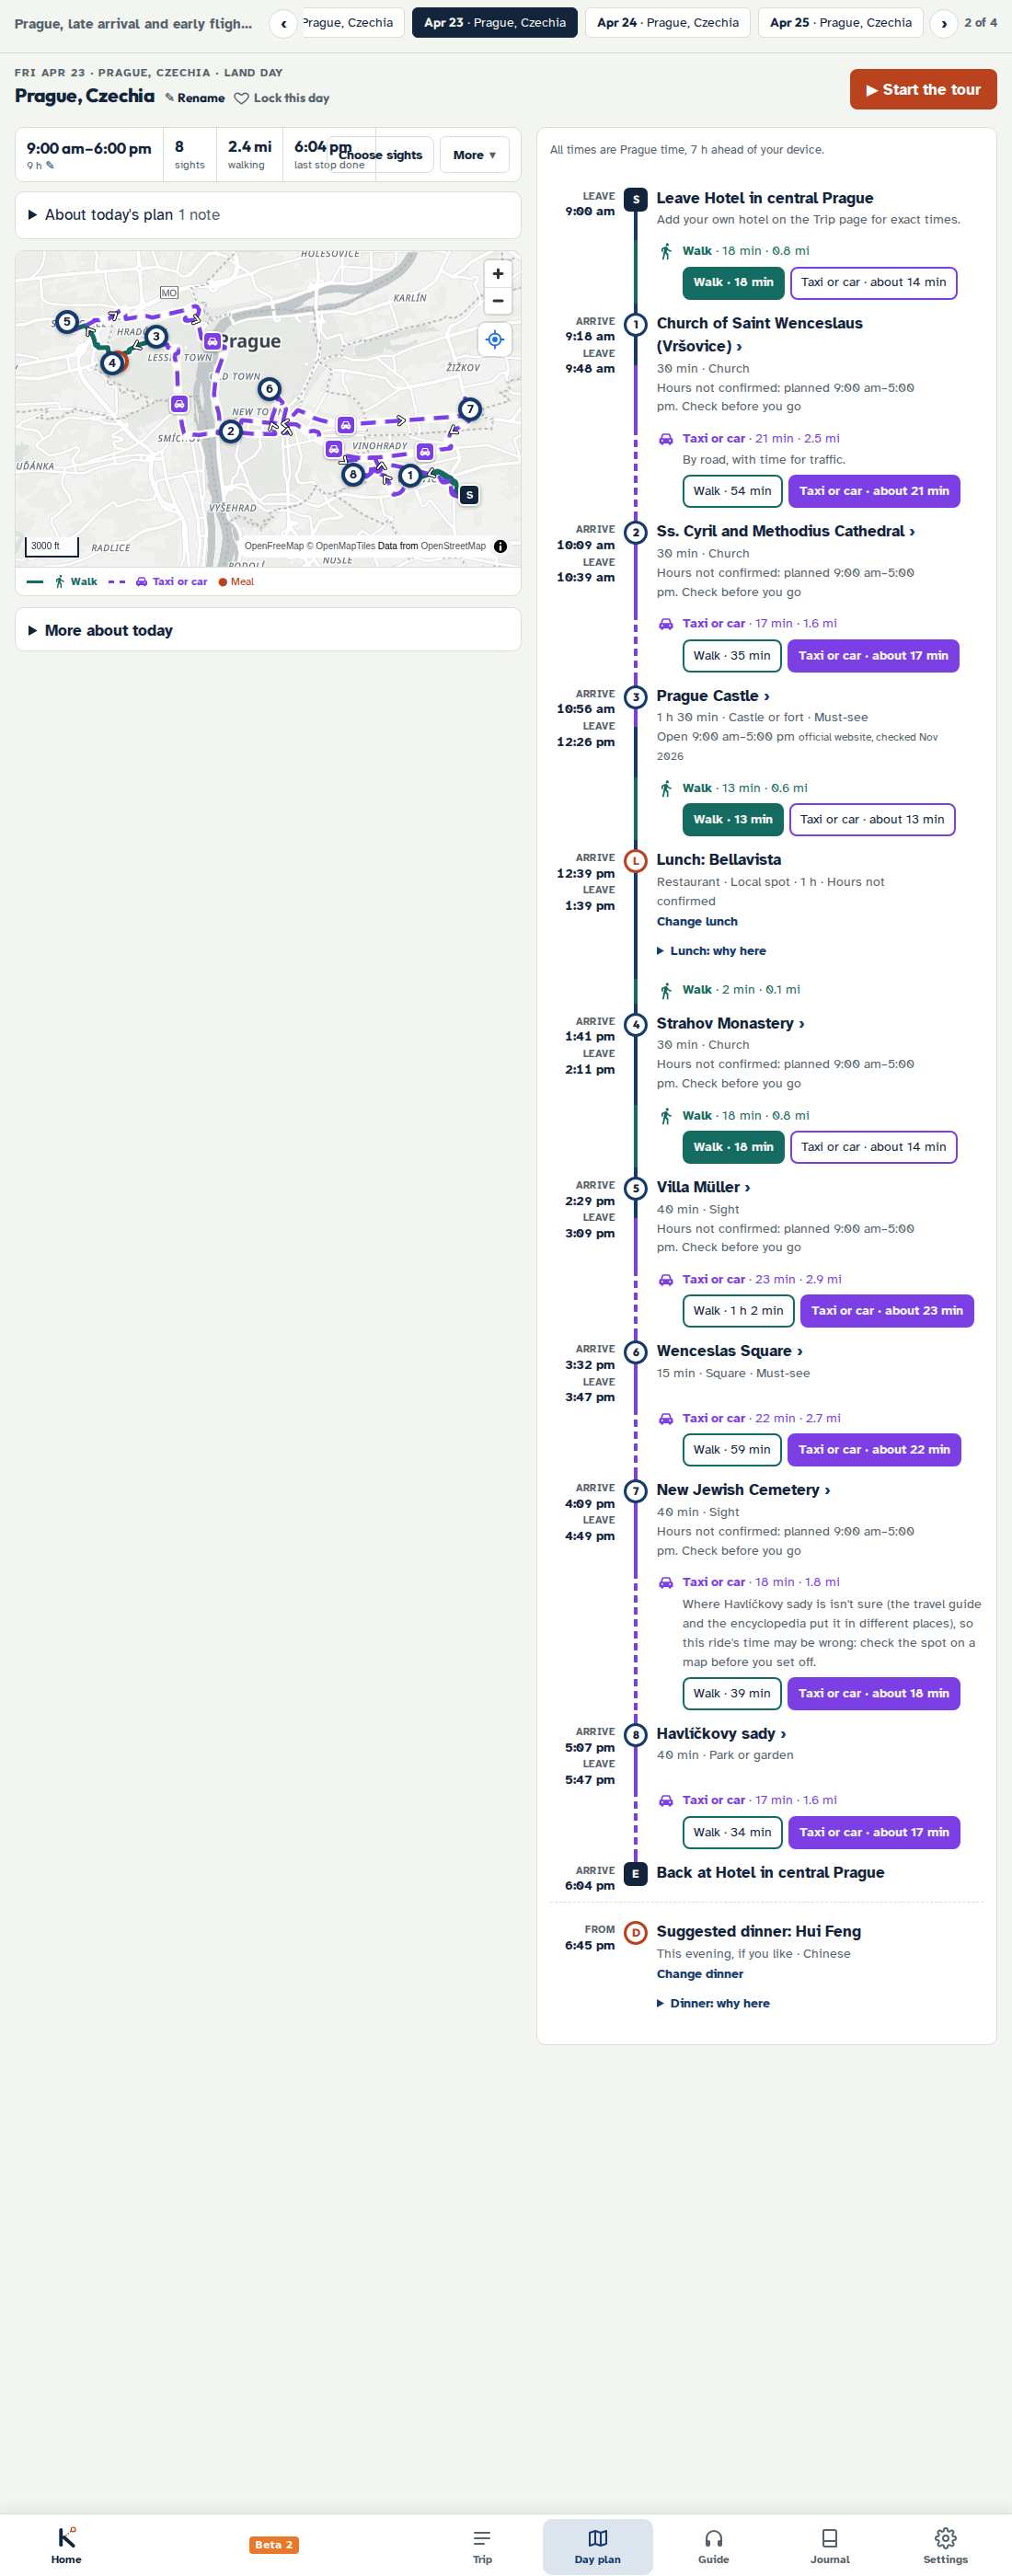 Prague, late arrival and early fligh...
‹
Prague, Czechia
Apr 23 · Prague, Czechia
Apr 24 · Prague, Czechia
Apr 25 · Prague, Czechia
›
2 of 4
FRI APR 23 · PRAGUE, CZECHIA · LAND DAY
Prague, Czechia
✎ Rename
Lock this day
▶ Start the tour
9:00 am–6:00 pm
9 h ✎
8
sights
2.4 mi
walking
6:04 pm
last stop done
Choose sights
More ▼
▶ About today's plan 1 note
HOLEŠOVICE
KARLÍN
MO
Prague
ŽIŽKOV
NEW TO
VINOHRADY
VYŠEHRAD
RADLICE
3000 ft
5
3
4
6
7
2
8
1
S
+
−
OpenFreeMap © OpenMapTiles Data from OpenStreetMap
Walk
Taxi or car
Meal
▶ More about today
All times are Prague time, 7 h ahead of your device.
LEAVE
9:00 am
S
Leave Hotel in central Prague
Add your own hotel on the Trip page for exact times.
Walk · 18 min · 0.8 mi
Walk · 18 min
Taxi or car · about 14 min
ARRIVE
9:18 am
LEAVE
9:48 am
1
Church of Saint Wenceslaus
(Vršovice) ›
30 min · Church
Hours not confirmed: planned 9:00 am–5:00
pm. Check before you go
Taxi or car · 21 min · 2.5 mi
By road, with time for traffic.
Walk · 54 min
Taxi or car · about 21 min
ARRIVE
10:09 am
LEAVE
10:39 am
2
Ss. Cyril and Methodius Cathedral ›
30 min · Church
Hours not confirmed: planned 9:00 am–5:00
pm. Check before you go
Taxi or car · 17 min · 1.6 mi
Walk · 35 min
Taxi or car · about 17 min
ARRIVE
10:56 am
LEAVE
12:26 pm
3
Prague Castle ›
1 h 30 min · Castle or fort · Must-see
Open 9:00 am–5:00 pm official website, checked Nov
2026
Walk · 13 min · 0.6 mi
Walk · 13 min
Taxi or car · about 13 min
ARRIVE
12:39 pm
LEAVE
1:39 pm
L
Lunch: Bellavista
Restaurant · Local spot · 1 h · Hours not
confirmed
Change lunch
▶ Lunch: why here
Walk · 2 min · 0.1 mi
ARRIVE
1:41 pm
LEAVE
2:11 pm
4
Strahov Monastery ›
30 min · Church
Hours not confirmed: planned 9:00 am–5:00
pm. Check before you go
Walk · 18 min · 0.8 mi
Walk · 18 min
Taxi or car · about 14 min
ARRIVE
2:29 pm
LEAVE
3:09 pm
5
Villa Müller ›
40 min · Sight
Hours not confirmed: planned 9:00 am–5:00
pm. Check before you go
Taxi or car · 23 min · 2.9 mi
Walk · 1 h 2 min
Taxi or car · about 23 min
ARRIVE
3:32 pm
LEAVE
3:47 pm
6
Wenceslas Square ›
15 min · Square · Must-see
Taxi or car · 22 min · 2.7 mi
Walk · 59 min
Taxi or car · about 22 min
ARRIVE
4:09 pm
LEAVE
4:49 pm
7
New Jewish Cemetery ›
40 min · Sight
Hours not confirmed: planned 9:00 am–5:00
pm. Check before you go
Taxi or car · 18 min · 1.8 mi
Where Havlíčkovy sady is isn't sure (the travel guide
and the encyclopedia put it in different places), so
this ride's time may be wrong: check the spot on a
map before you set off.
Walk · 39 min
Taxi or car · about 18 min
ARRIVE
5:07 pm
LEAVE
5:47 pm
8
Havlíčkovy sady ›
40 min · Park or garden
Taxi or car · 17 min · 1.6 mi
Walk · 34 min
Taxi or car · about 17 min
ARRIVE
6:04 pm
E
Back at Hotel in central Prague
FROM
6:45 pm
D
Suggested dinner: Hui Feng
This evening, if you like · Chinese
Change dinner
▶ Dinner: why here
Home
Beta 2
Trip
Day plan
Guide
Journal
Settings